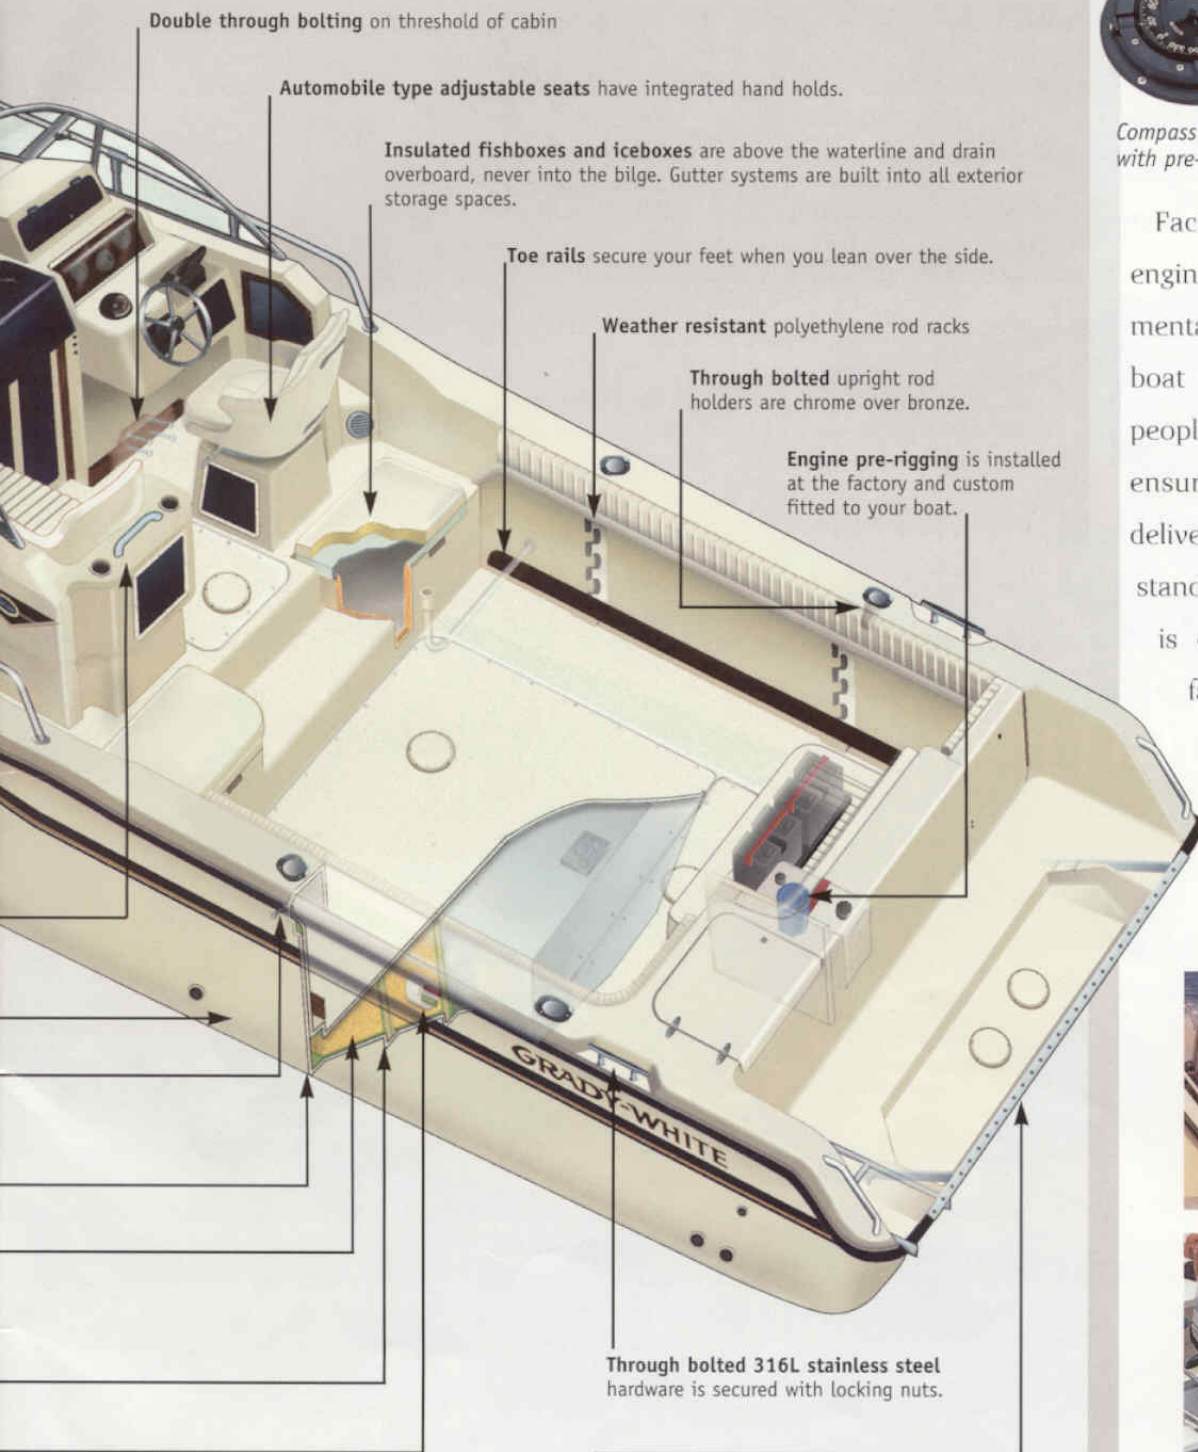 Double through bolting on threshold of cabin
Automobile type adjustable seats have integrated hand holds.
Insulated fishboxes and iceboxes are above the waterline and drain
overboard, never into the bilge. Gutter systems are built into all exterior
storage spaces.
Toe rails secure your feet when you lean over the side.
Weather resistant polyethylene rod racks
Through bolted upright rod
holders are chrome over bronze.
Engine pre-rigging is installed
at the factory and custom
fitted to your boat.
GRADY-WHITE
Through bolted 316L stainless steel
hardware is secured with locking nuts.
Compass
with pre-
Fac
engin
menta
boat
peopl
ensur
delive
stand
is
fa